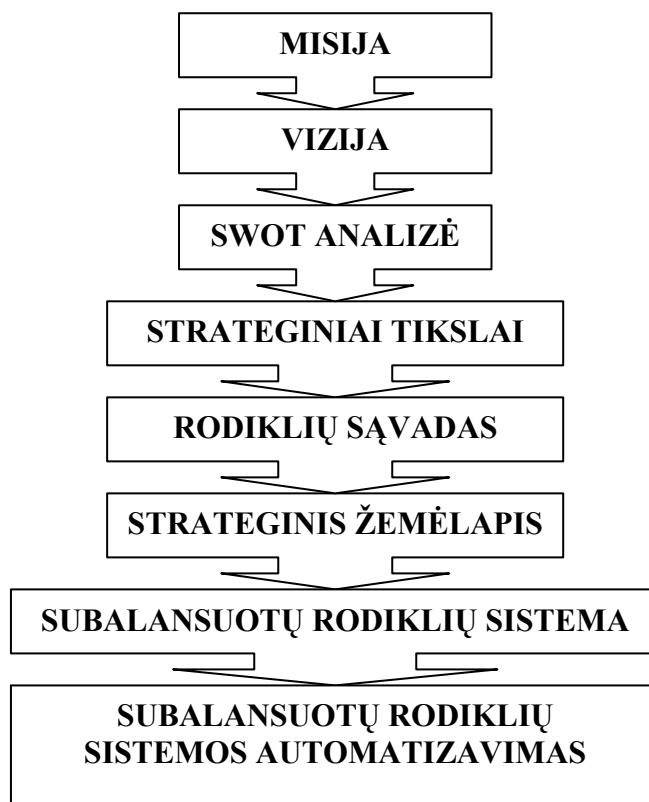 MISIJA
VIZIJA
SWOT ANALIZĖ
STRATEGINIAI TIKSLAI
RODIKLIŲ SĄVADAS
STRATEGINIS ŽEMĖLAPIS
SUBALANSUOTŲ RODIKLIŲ SISTEMA
SUBALANSUOTŲ RODIKLIŲ
SISTEMOS AUTOMATIZAVIMAS